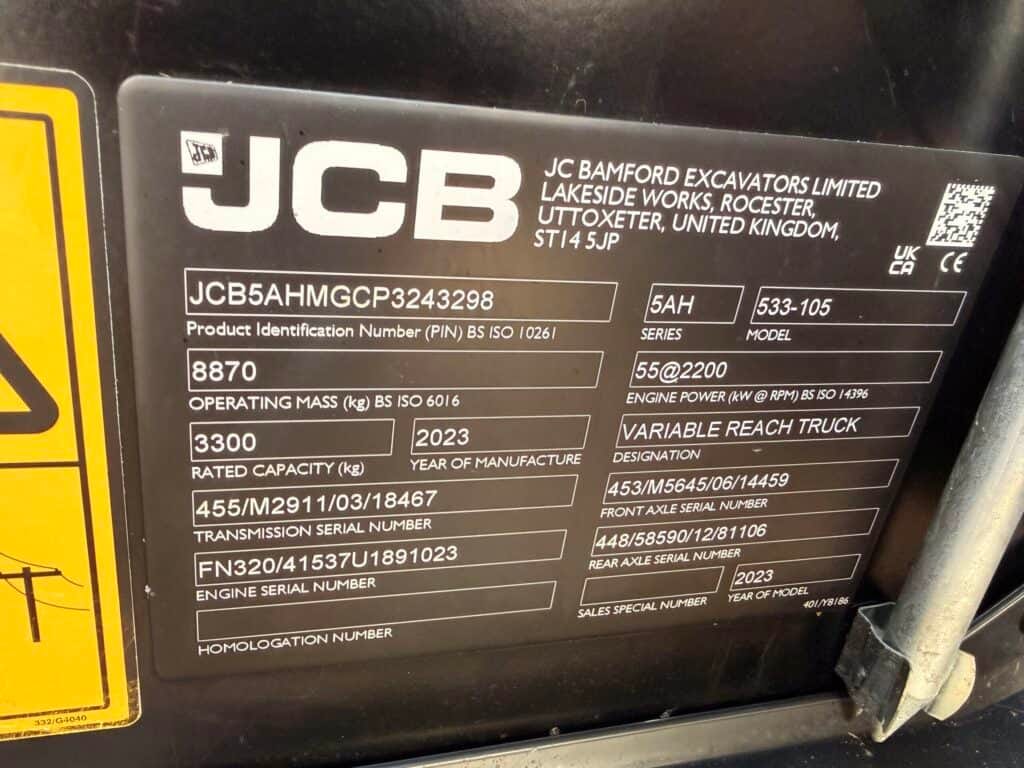 JCB
JCB
JC BAMFORD EXCAVATORS LIMITED
LAKESIDE WORKS, ROCESTER,
UTTOXETER, UNITED KINGDOM,
ST14 5JP
UK
CA
CE
JCB5AHMGCP3243298
Product Identification Number (PIN) BS ISO 10261
5AH
SERIES
533-105
MODEL
8870
OPERATING MASS (kg) BS ISO 6016
55@2200
ENGINE POWER (kW @ RPM) BS ISO 14396
3300
RATED CAPACITY (kg)
2023
YEAR OF MANUFACTURE
VARIABLE REACH TRUCK
DESIGNATION
455/M2911/03/18467
TRANSMISSION SERIAL NUMBER
453/M5645/06/14459
FRONT AXLE SERIAL NUMBER
FN320/41537U1891023
ENGINE SERIAL NUMBER
448/58590/12/81106
REAR AXLE SERIAL NUMBER
HOMOLOGATION NUMBER
SALES SPECIAL NUMBER
2023
YEAR OF MODEL
401/Y8186
332/G4040